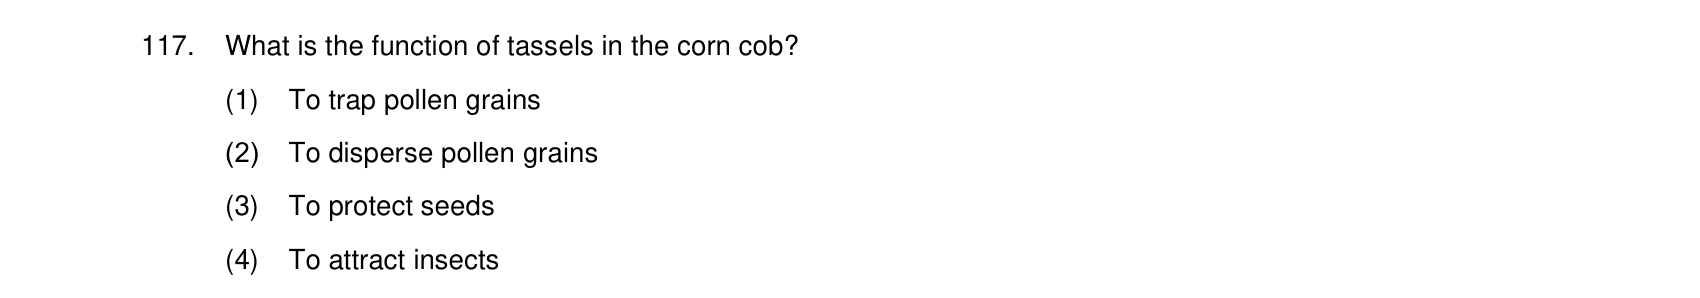 117. What is the function of tassels in the corn cob?
(1) To trap pollen grains
(2) To disperse pollen grains
(3) To protect seeds
(4) To attract insects